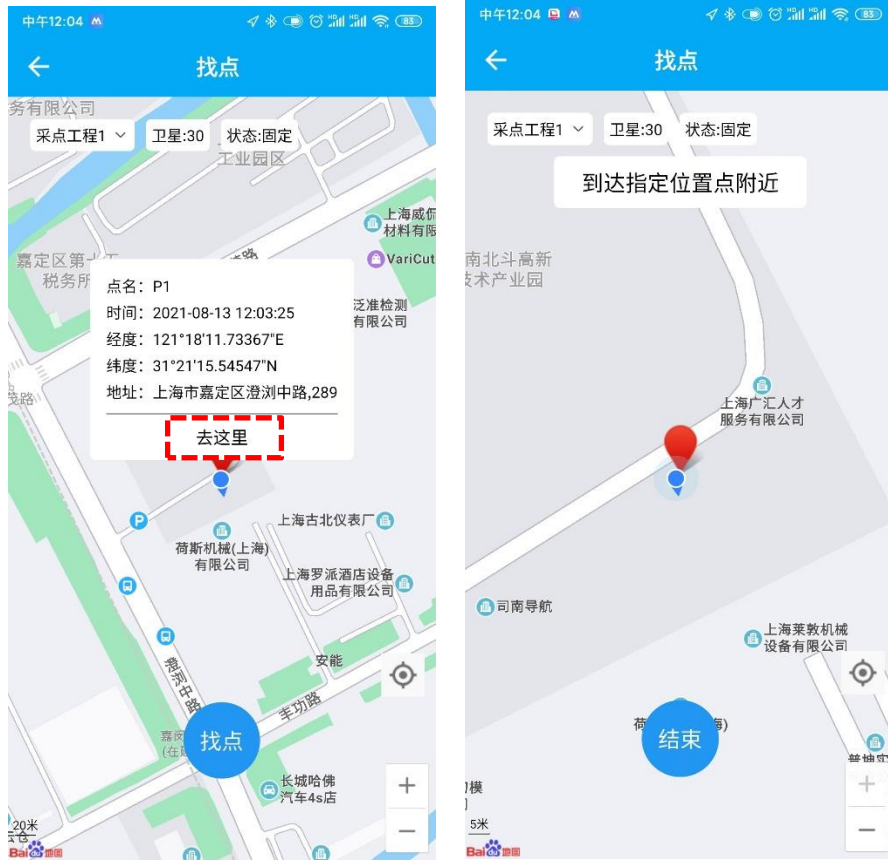 中午12:04
83
找点
务有限公司
采点工程1
卫星:30
状态:固定
工业园区
上海威侃
材料有限
VariCut
嘉定区第
税务所
泛准检测
有限公司
点名：P1
时间：2021-08-13 12:03:25
经度：121°18'11.73367"E
纬度：31°21'15.54547"N
地址：上海市嘉定区澄浏中路,289
去这里
P
上海古北仪表厂
荷斯机械(上海)
有限公司
上海罗派酒店设备
用品有限公司
安能
澄浏中路
丰功路
找点
长城哈佛
汽车4s店
20米
Bai du 地图
中午12:04
83
找点
采点工程1
卫星:30
状态:固定
到达指定位置点附近
南北斗高新
技术产业园
上海广汇人才
服务有限公司
司南导航
上海莱敦机械
设备有限公司
荷
结束
5米
Bai du 地图